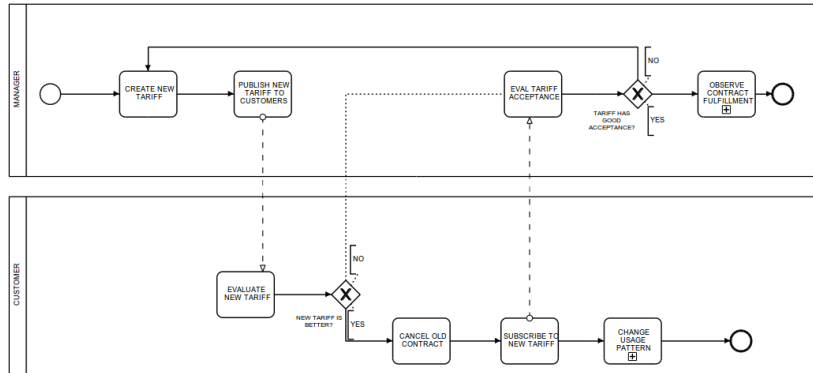 MANAGER
CREATE NEW
TARIFF
PUBLISH NEW
TARIFF TO
CUSTOMERS
EVAL TARIFF
ACCEPTANCE
NO
TARIFF HAS
GOOD
ACCEPTANCE?
YES
OBSERVE
CONTRACT
FULFILLMENT
CUSTOMER
EVALUATE
NEW TARIFF
NO
NEW TARIFF IS
BETTER?
YES
CANCEL OLD
CONTRACT
SUBSCRIBE TO
NEW TARIFF
CHANGE
USAGE
PATTERN